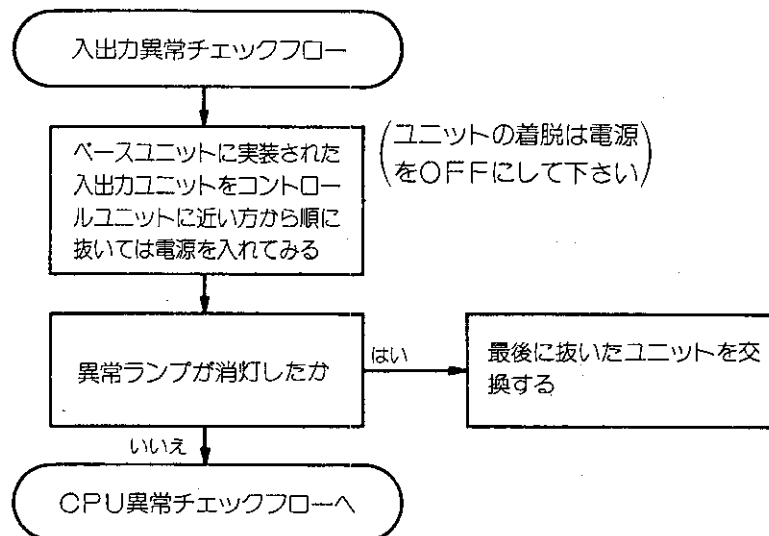 入出力異常チェックフロー
ベースユニットに実装された
入出力ユニットをコントロー
ルユニットに近い方から順に
抜いては電源を入れてみる
(ユニットの着脱は電源
をOFFにして下さい)
異常ランプが消灯したか
はい
最後に抜いたユニットを交
換する
いいえ
CPU異常チェックフローへ